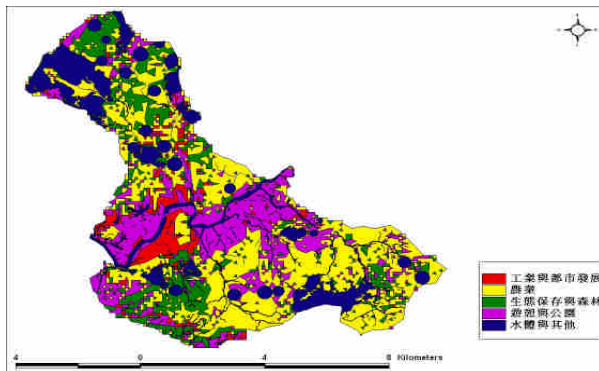 工業與都市發展
農業
生態保存與森林
遊憩與公園
水體與其他
4 0 4 8 Kilometers